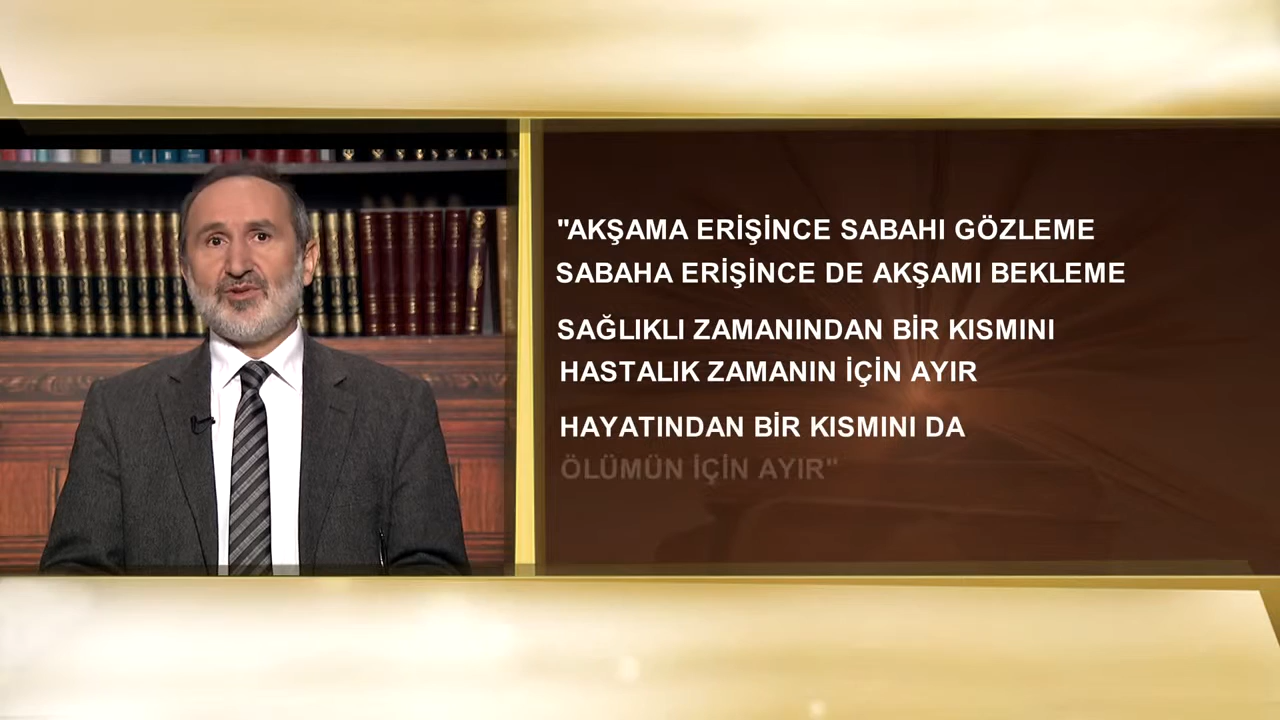 "AKŞAMA ERİŞİNCE SABAHI GÖZLEME
SABAHA ERİŞİNCE DE AKŞAMI BEKLEME
SAĞLIKLI ZAMANINDAN BİR KISMINI
HASTALIK ZAMANIN İÇİN AYIR
HAYATINDAN BİR KISMINI DA
ÖLÜMÜN İÇİN AYIR"